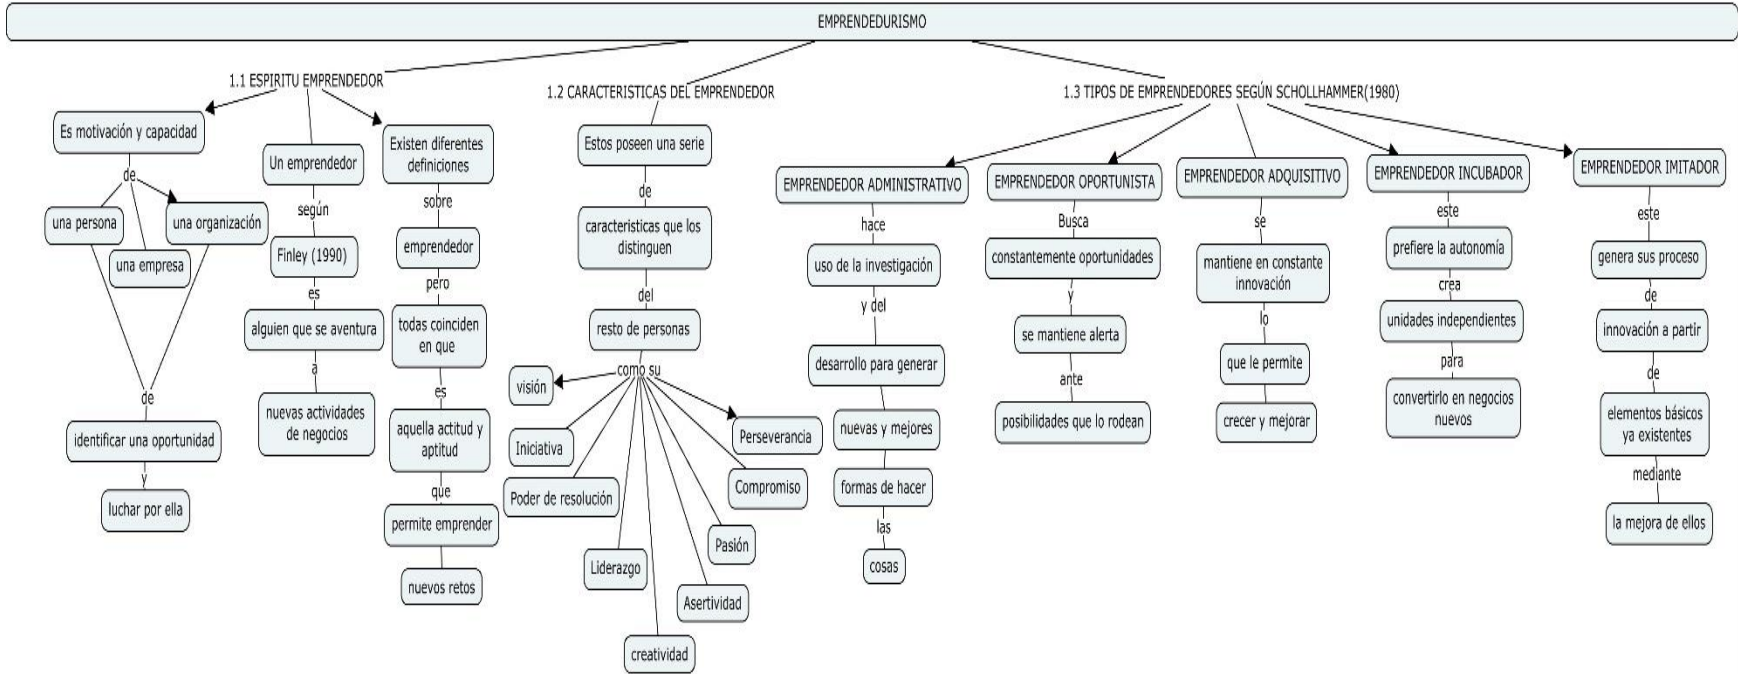 EMPRENDEDURISMO
1.1 ESPIRITU EMPRENDEDOR
Es motivación y capacidad
de
una persona
una empresa
una organización
de
identificar una oportunidad
y
luchar por ella
Un emprendedor
según
Finley (1990)
es
alguien que se aventura
a
nuevas actividades
de negocios
Existen diferentes
definiciones
sobre
emprendedor
pero
todas coinciden
en que
es
aquella actitud y
aptitud
que
permite emprender
nuevos retos
1.2 CARACTERISTICAS DEL EMPRENDEDOR
Estos poseen una serie
de
caracteristicas que los
distinguen
del
resto de personas
como su
visión
Iniciativa
Poder de resolución
Liderazgo
creatividad
Asertividad
Pasión
Compromiso
Perseverancia
1.3 TIPOS DE EMPRENDEDORES SEGÚN SCHOLLHAMMER(1980)
EMPRENDEDOR ADMINISTRATIVO
hace
uso de la investigación
y del
desarrollo para generar
nuevas y mejores
formas de hacer
las
cosas
EMPRENDEDOR OPORTUNISTA
Busca
constantemente oportunidades
y
se mantiene alerta
ante
posibilidades que lo rodean
EMPRENDEDOR ADQUISITIVO
se
mantiene en constante
innovación
lo
que le permite
crecer y mejorar
EMPRENDEDOR INCUBADOR
este
prefiere la autonomía
crea
unidades independientes
para
convertirlo en negocios
nuevos
EMPRENDEDOR IMITADOR
este
genera sus proceso
de
innovación a partir
de
elementos básicos
ya existentes
mediante
la mejora de ellos